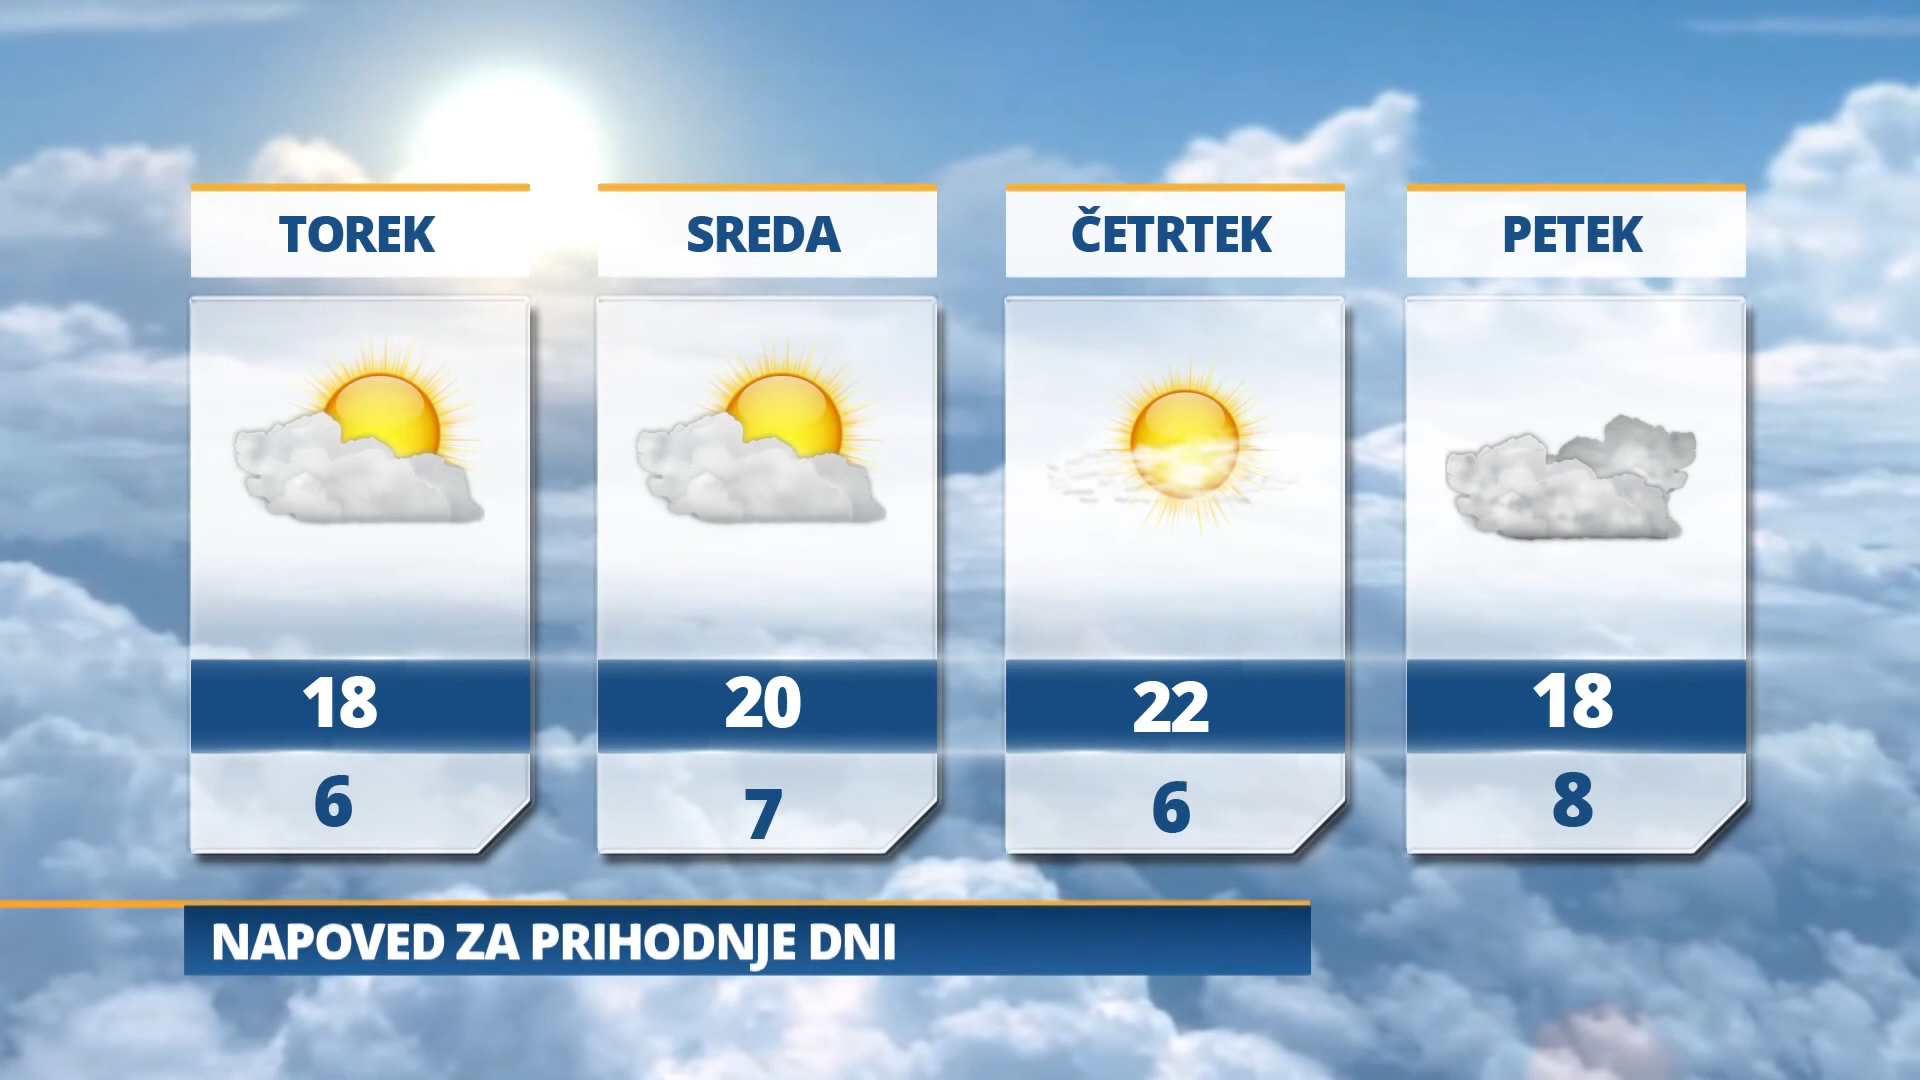 TOREK
SREDA
ČETRTEK
PETEK
18
20
22
18
6
7
6
8
NAPOVED ZA PRIHODNJE DNI